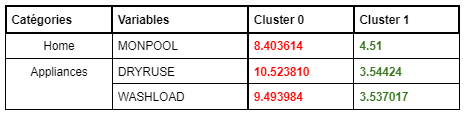 Catégories Variables Cluster 0 Cluster 1
Home MONPOOL 8.403614 4.51
Appliances DRYRUSE 10.523810 3.54424
WASHLOAD 9.493984 3.537017